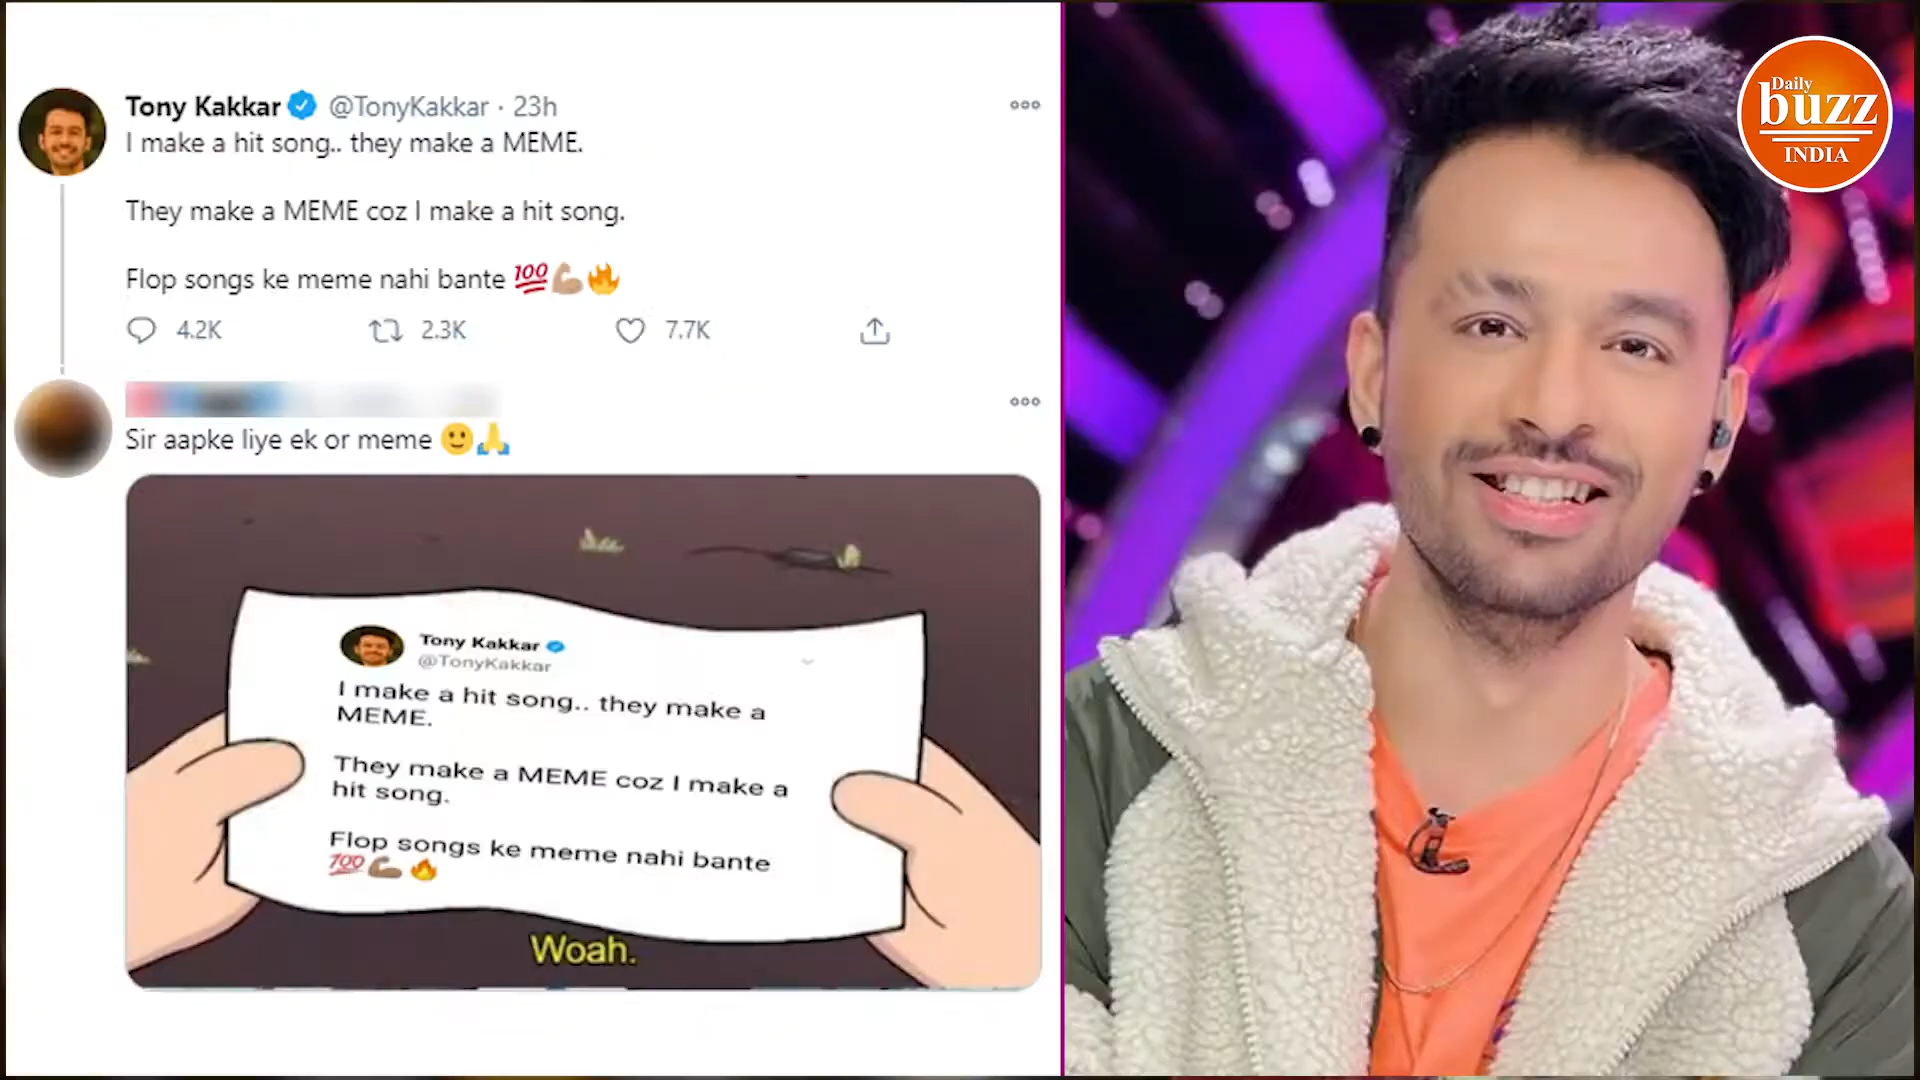 Tony Kakkar @TonyKakkar · 23h
I make a hit song.. they make a MEME.
They make a MEME coz I make a hit song.
Flop songs ke meme nahi bante 💯💪🏽🔥
4.2K 2.3K 7.7K
Sir aapke liye ek or meme 🙂🙏
Tony Kakkar
@TonyKakkar
I make a hit song.. they make a
MEME.
They make a MEME coz I make a
hit song.
Flop songs ke meme nahi bante
💯💪🏽🔥
Woah.
Daily
buzz
INDIA